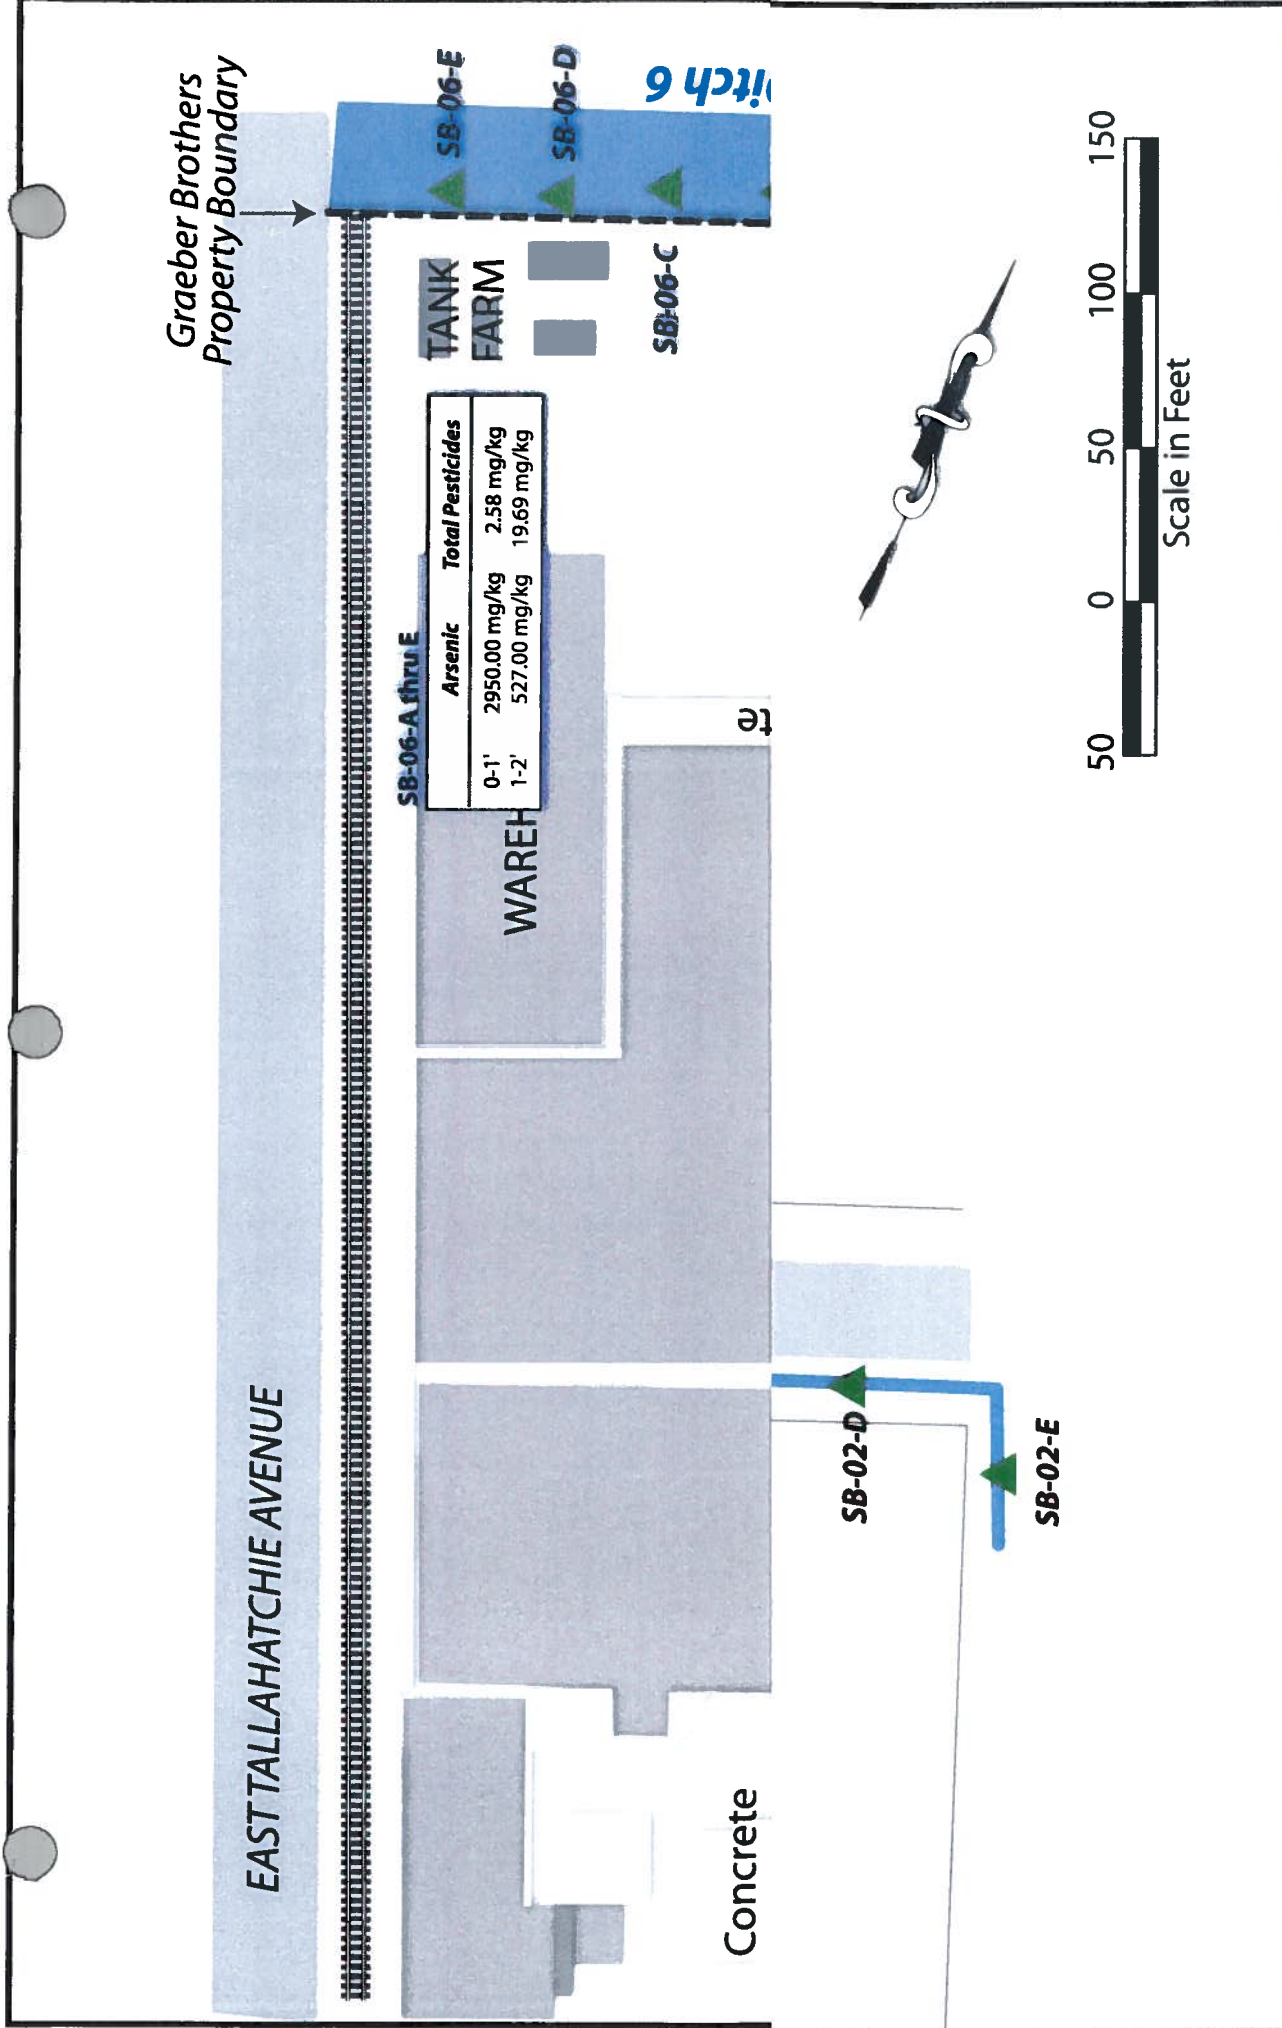 Graeber Brothers
Property Boundary
EAST TALLAHATCHIE AVENUE
SB-06-E
SB-06-D
itch 6
TANK
FARM
SB-06-C
SB-06-A thru E
Arsenic Total Pesticides
0-1' 2950.00 mg/kg 2.58 mg/kg
1-2' 527.00 mg/kg 19.69 mg/kg
WAREH
Concrete
SB-02-D
SB-02-E
50 0 50 100 150
Scale in Feet